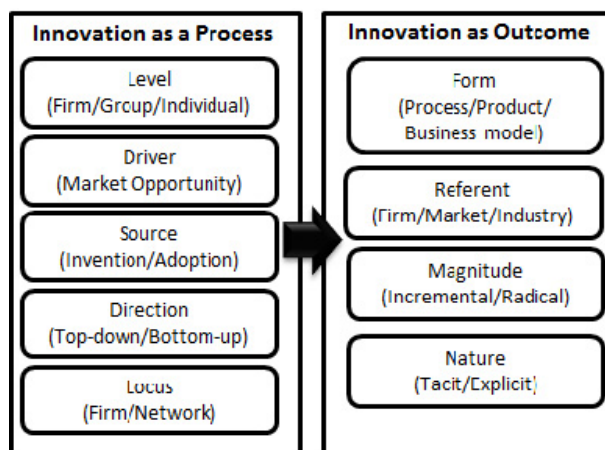 Innovation as a Process
Level
(Firm/Group/Individual)
Driver
(Market Opportunity)
Source
(Invention/Adoption)
Direction
(Top-down/Bottom-up)
Locus
(Firm/Network)
Innovation as Outcome
Form
(Process/Product/
Business model)
Referent
(Firm/Market/Industry)
Magnitude
(Incremental/Radical)
Nature
(Tacit/Explicit)